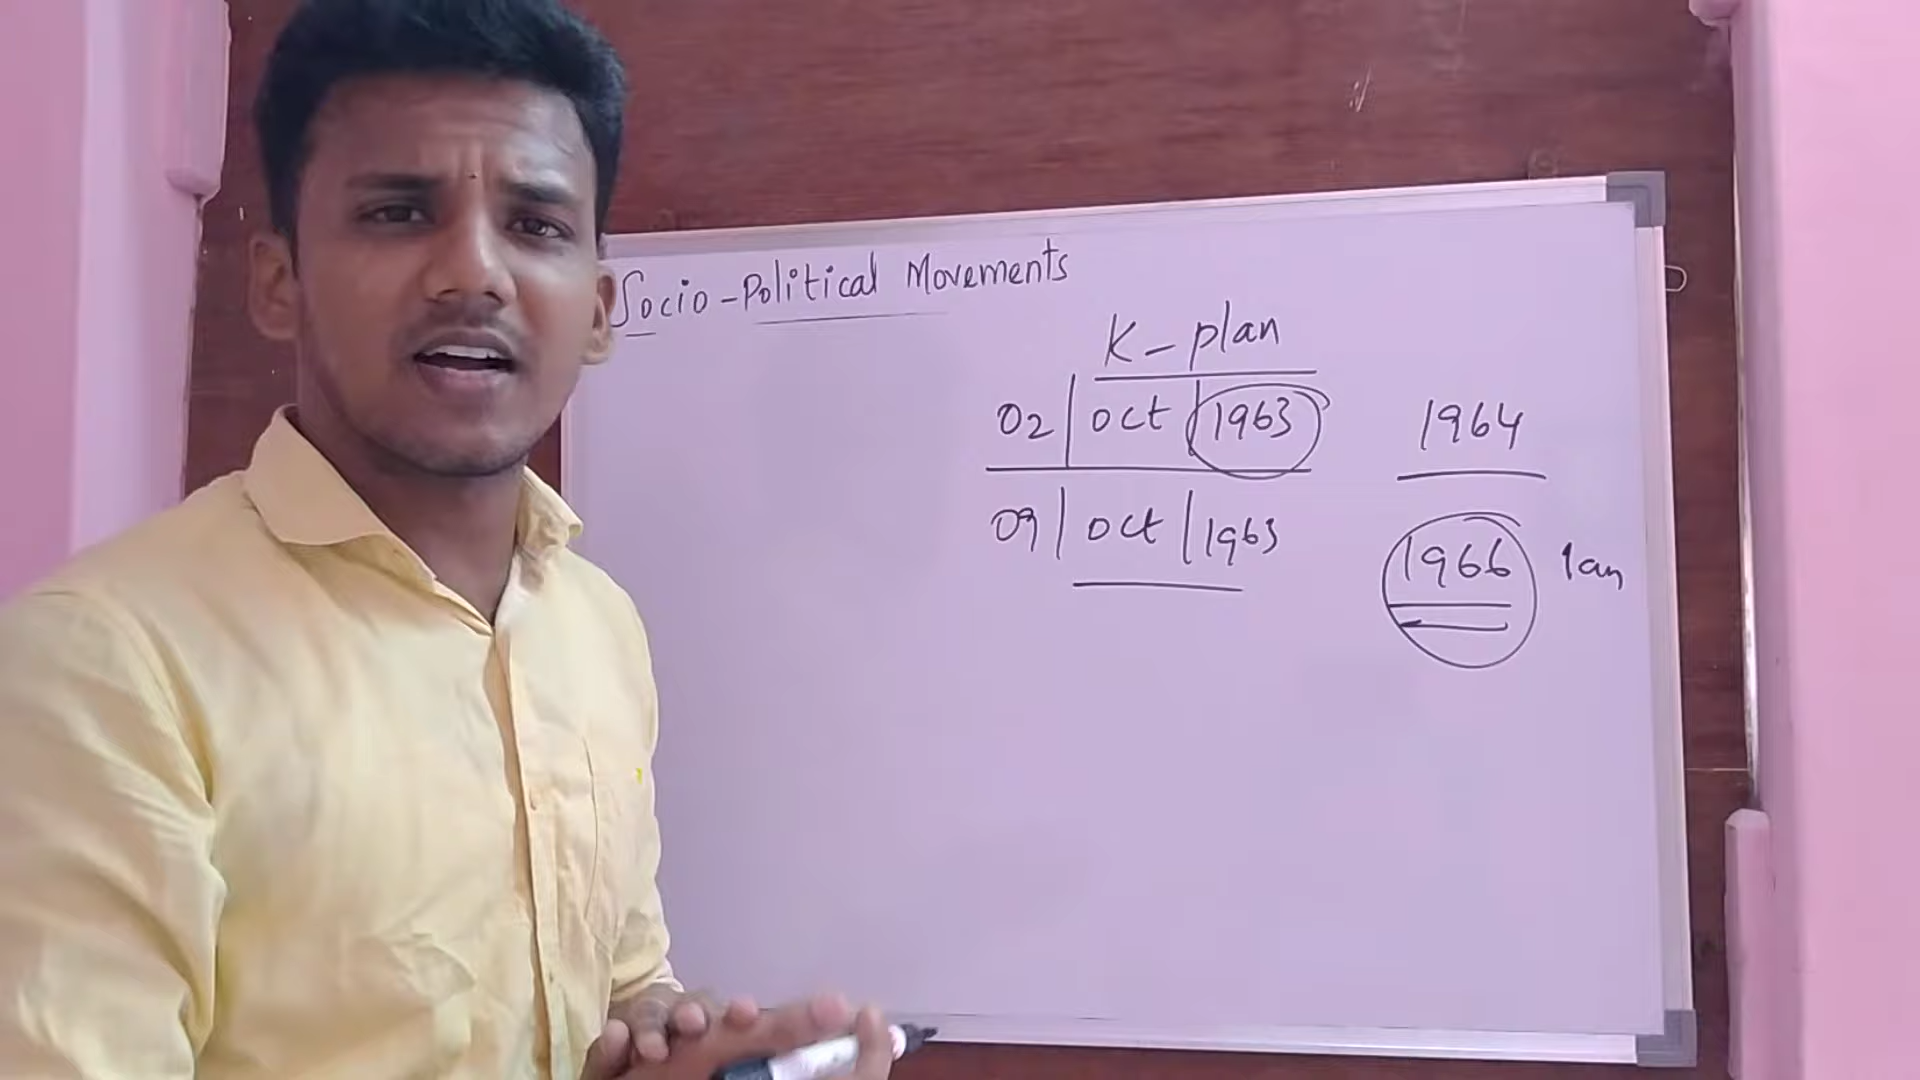 Socio-Political Movements
K-plan
02 | oct | 1963
1964
09 | oct | 1963
1966 Jan